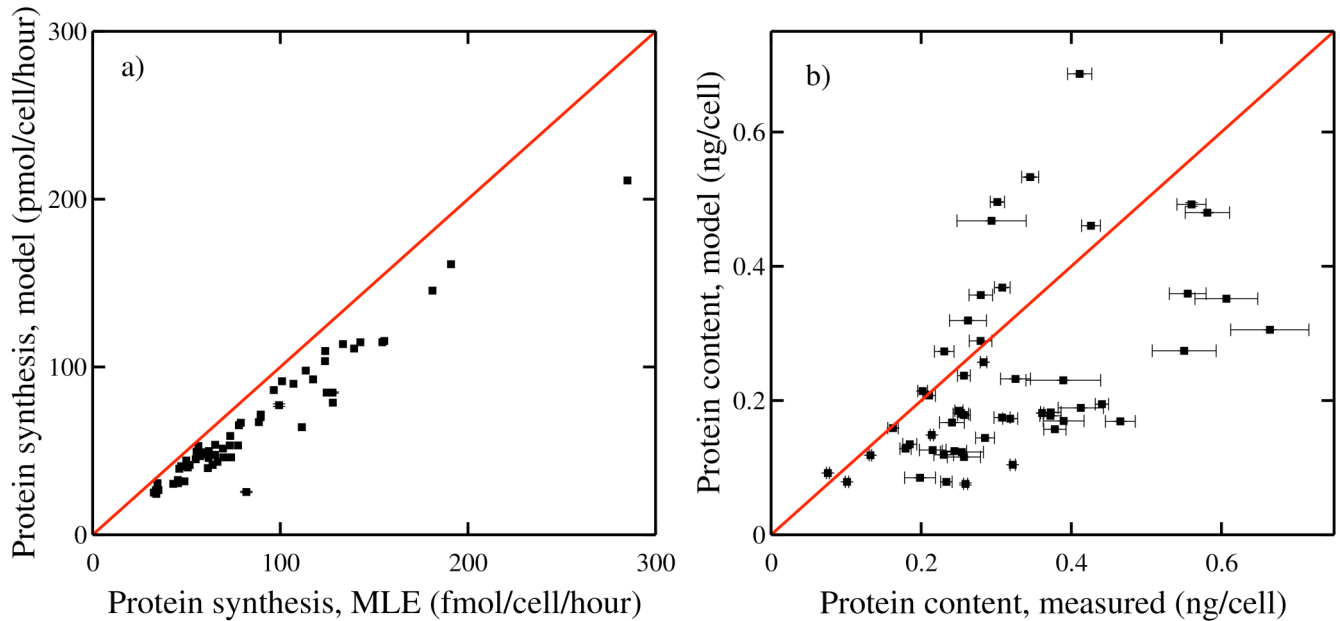 a)
300
200
100
0
0
100
200
300
Protein synthesis, model (pmol/cell/hour)
Protein synthesis, MLE (fmol/cell/hour)
b)
0.6
0.4
0.2
0
0
0.2
0.4
0.6
Protein content, model (ng/cell)
Protein content, measured (ng/cell)